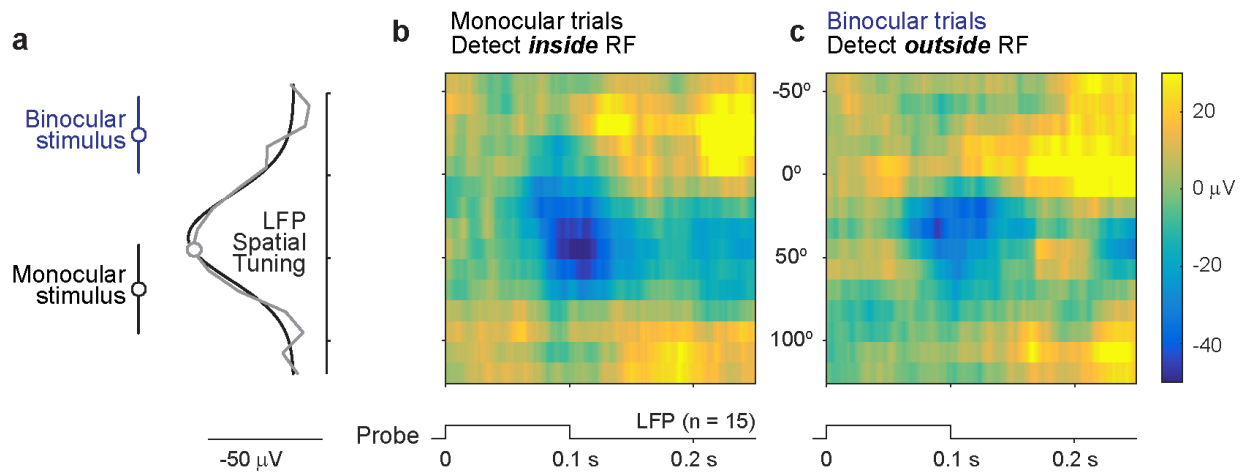 a
Binocular
stimulus
Monocular
stimulus
LFP
Spatial
Tuning
-50 µV
b
Monocular trials
Detect inside RF
Probe
LFP (n = 15)
0
0.1 s
0.2 s
c
Binocular trials
Detect outside RF
-50º
0º
50º
100º
0
0.1 s
0.2 s
20
0 µV
-20
-40